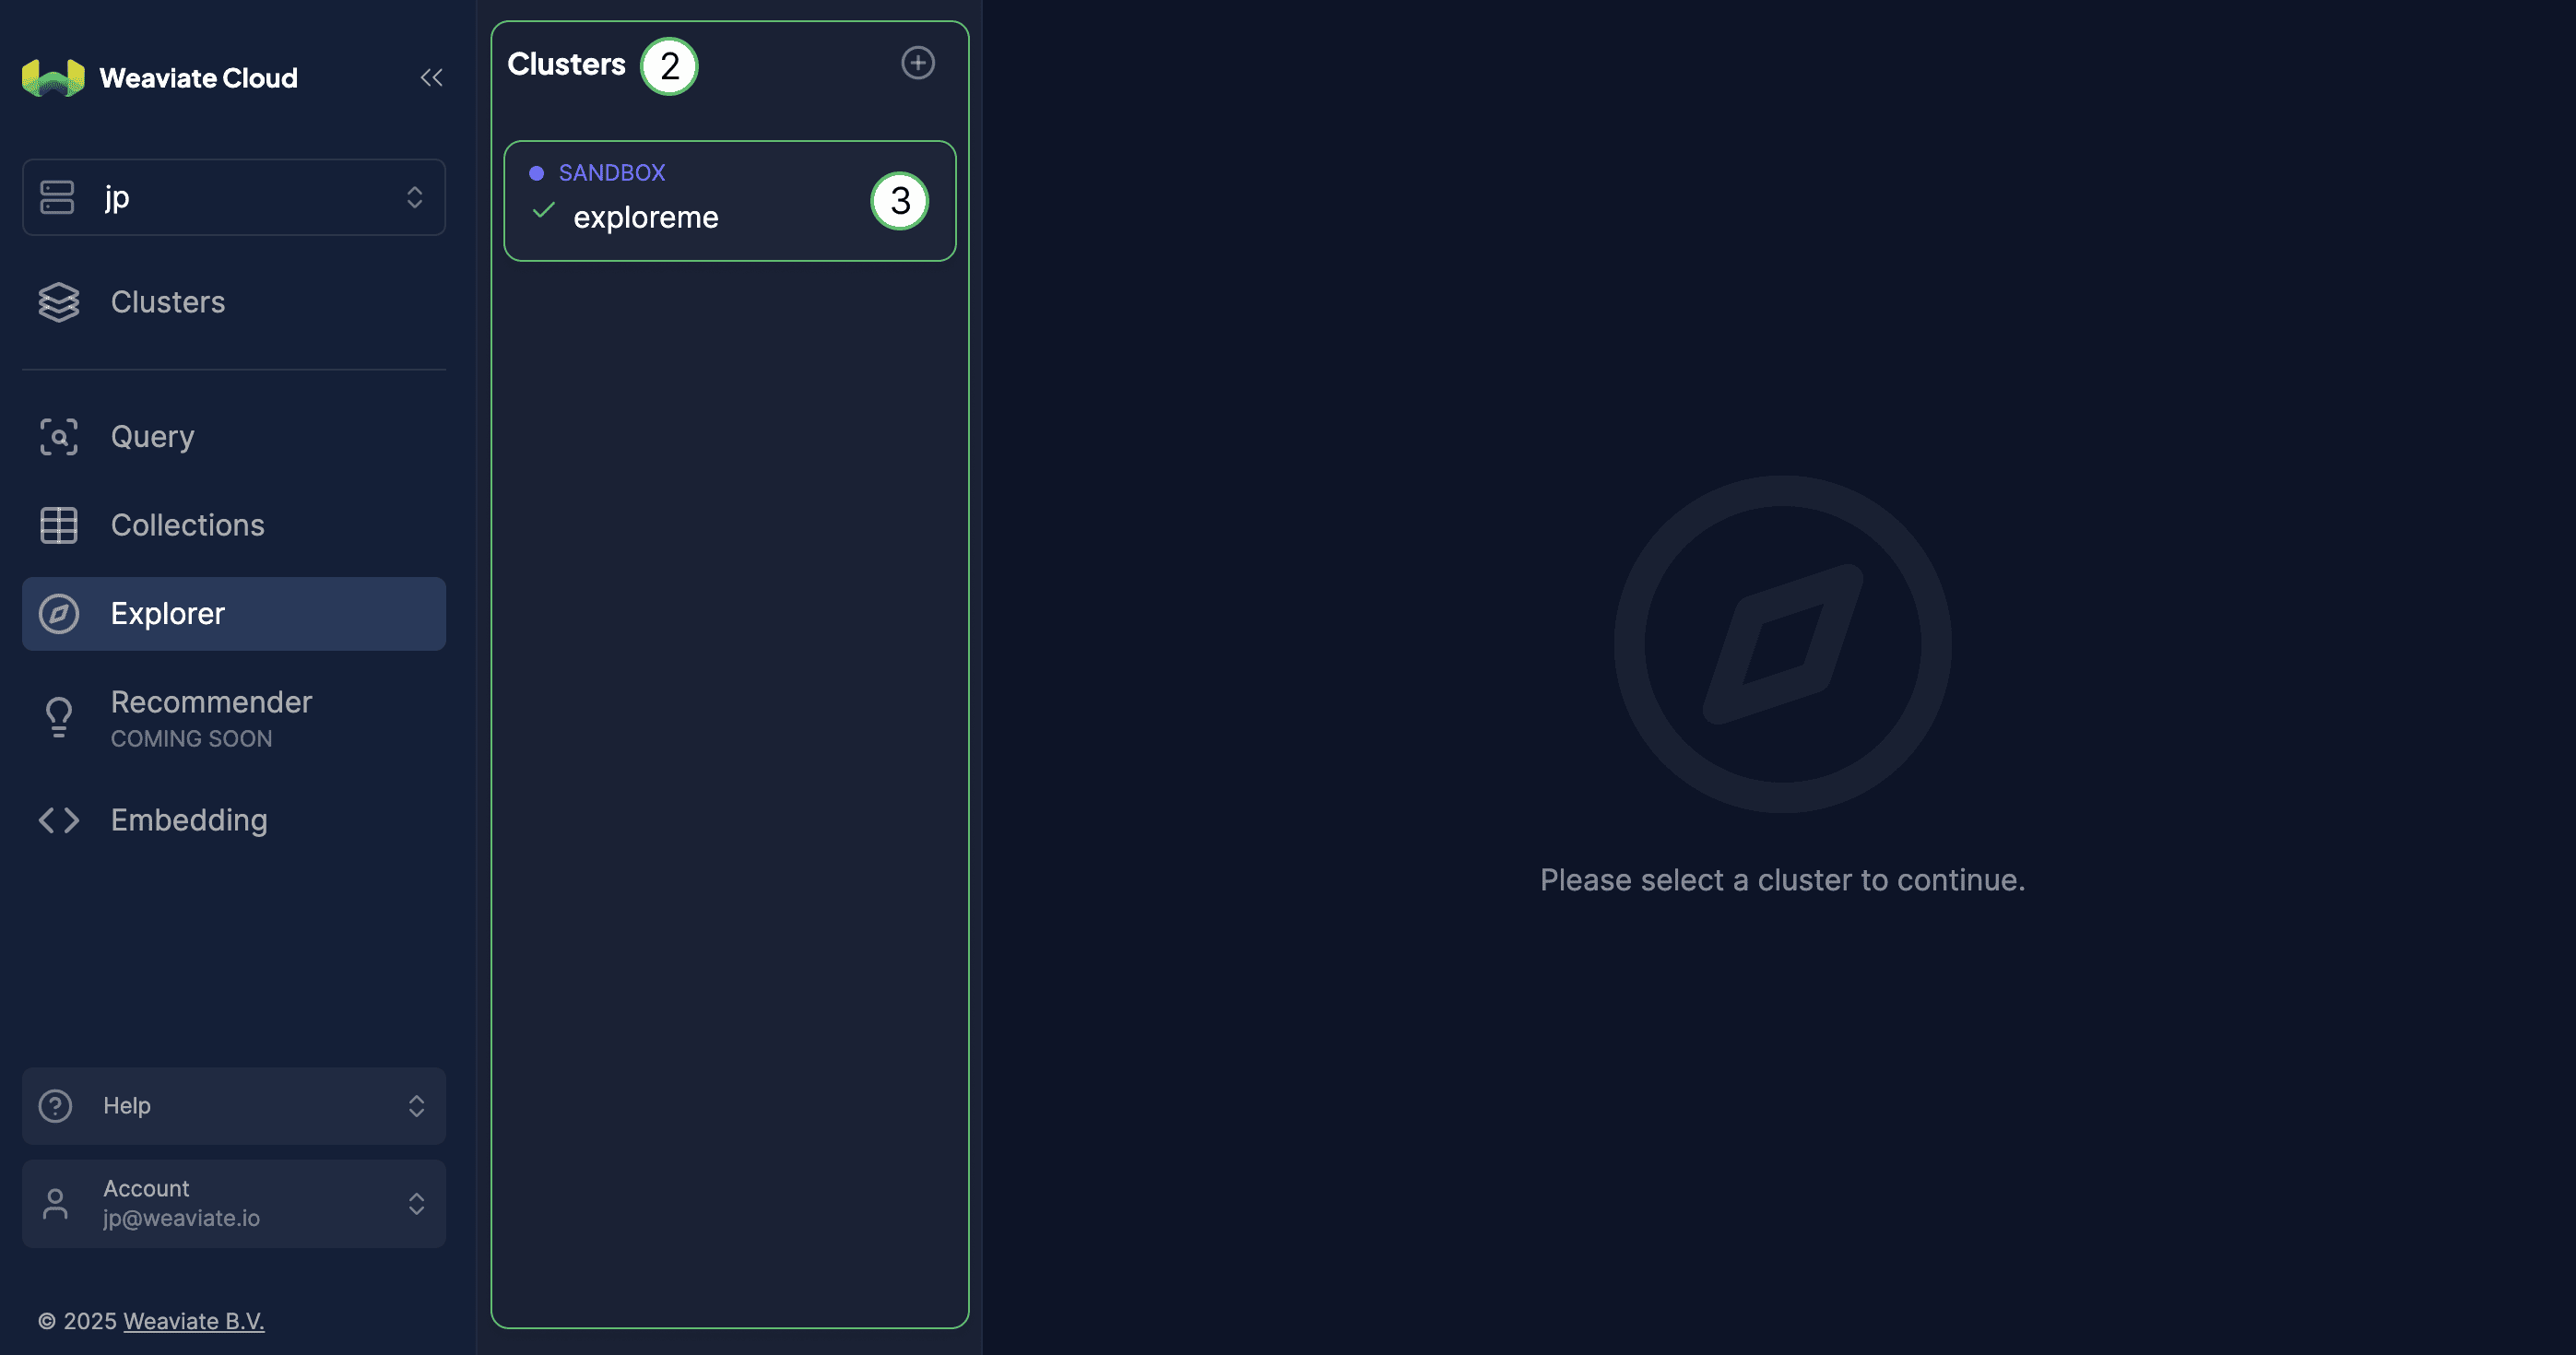 Weaviate Cloud
jp
Clusters
Query
Collections
Explorer
Recommender
COMING SOON
Embedding
Help
Account
jp@weaviate.io
© 2025 Weaviate B.V.
Clusters 2
SANDBOX
exploreme
3
Please select a cluster to continue.